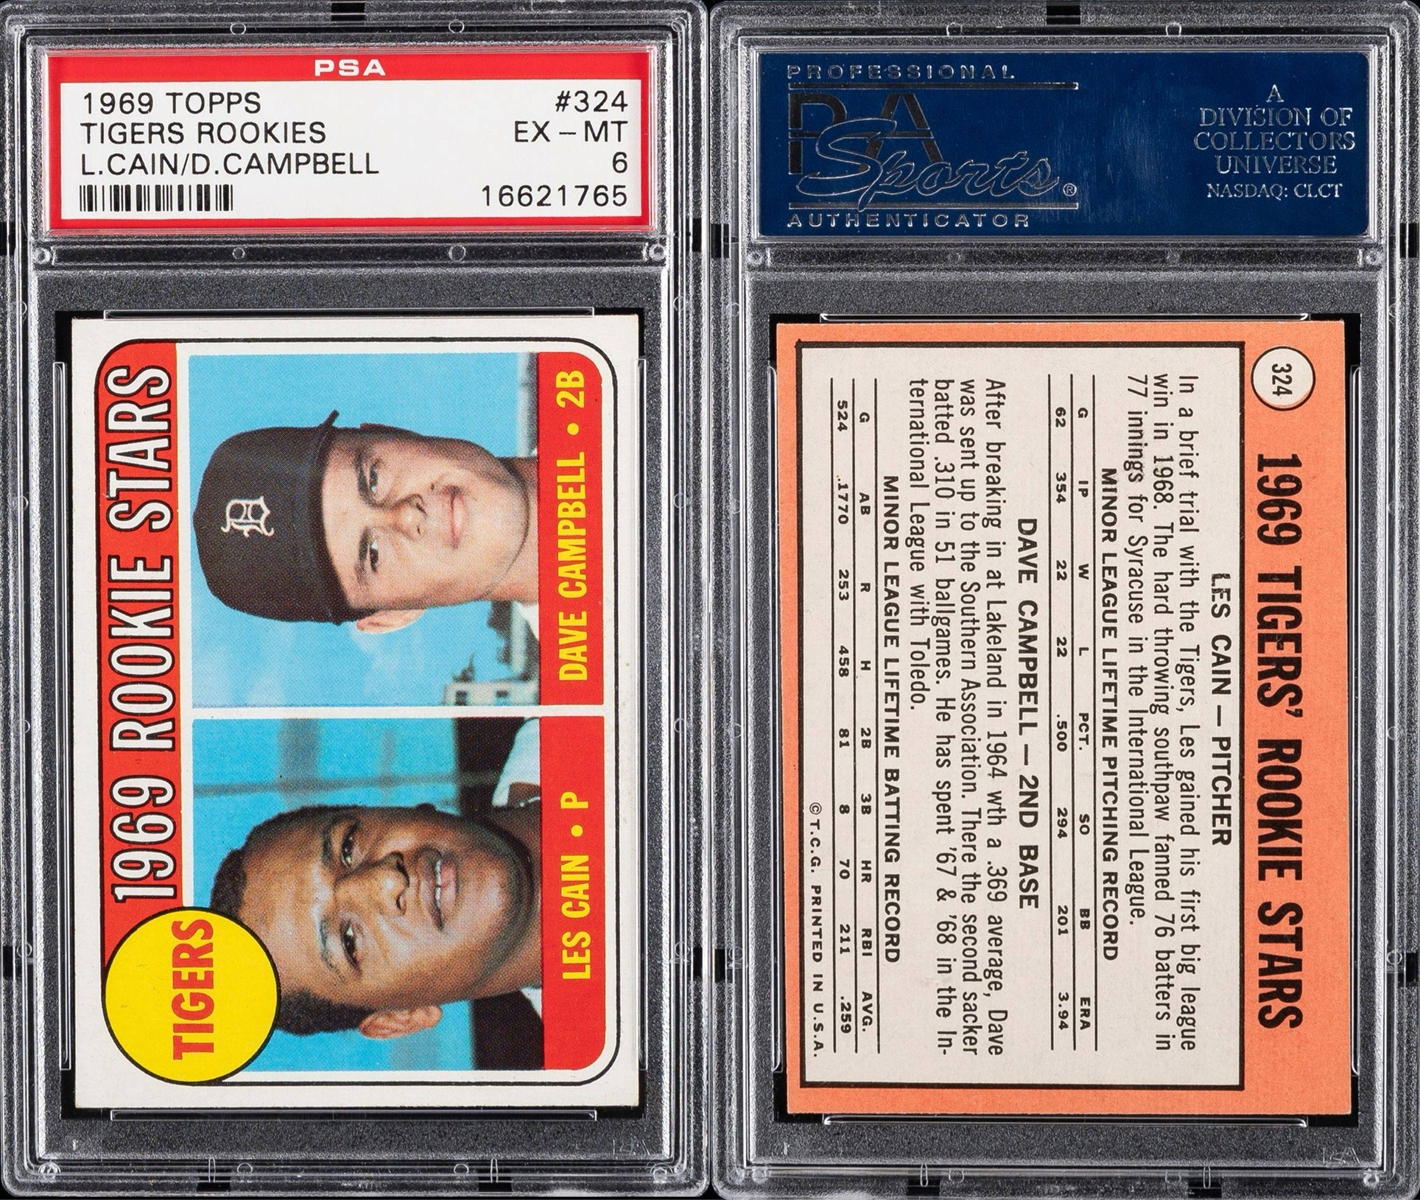 PSA
1969 TOPPS #324
TIGERS ROOKIES EX - MT
L.CAIN/D.CAMPBELL 6
16621765
1969 ROOKIE STARS
DAVE CAMPBELL • 2B
LES CAIN • P
TIGERS
D
PROFESSIONAL
PSA
Sports®
AUTHENTICATOR
A
DIVISION OF
COLLECTORS
UNIVERSE
NASDAQ: CLCT
324
1969 TIGERS' ROOKIE STARS
LES CAIN — PITCHER
In a brief trial with the Tigers, Les gained his first big league
win in 1968. The hard throwing southpaw fanned 76 batters in
77 innings for Syracuse in the International League.
MINOR LEAGUE LIFETIME PITCHING RECORD
G IP W L PCT. SO BB ERA
62 354 22 22 .500 294 201 3.94
DAVE CAMPBELL — 2ND BASE
After breaking in at Lakeland in 1964 wth a .369 average, Dave
was sent up to the Southern Association. There the second sacker
batted .310 in 51 ballgames. He has spent '67 & '68 in the In-
ternational League with Toledo.
MINOR LEAGUE LIFETIME BATTING RECORD
G AB R H 2B 3B HR RBI AVG.
524 .1770 253 458 81 8 70 211 .259
© T.C.G. PRINTED IN U.S.A.